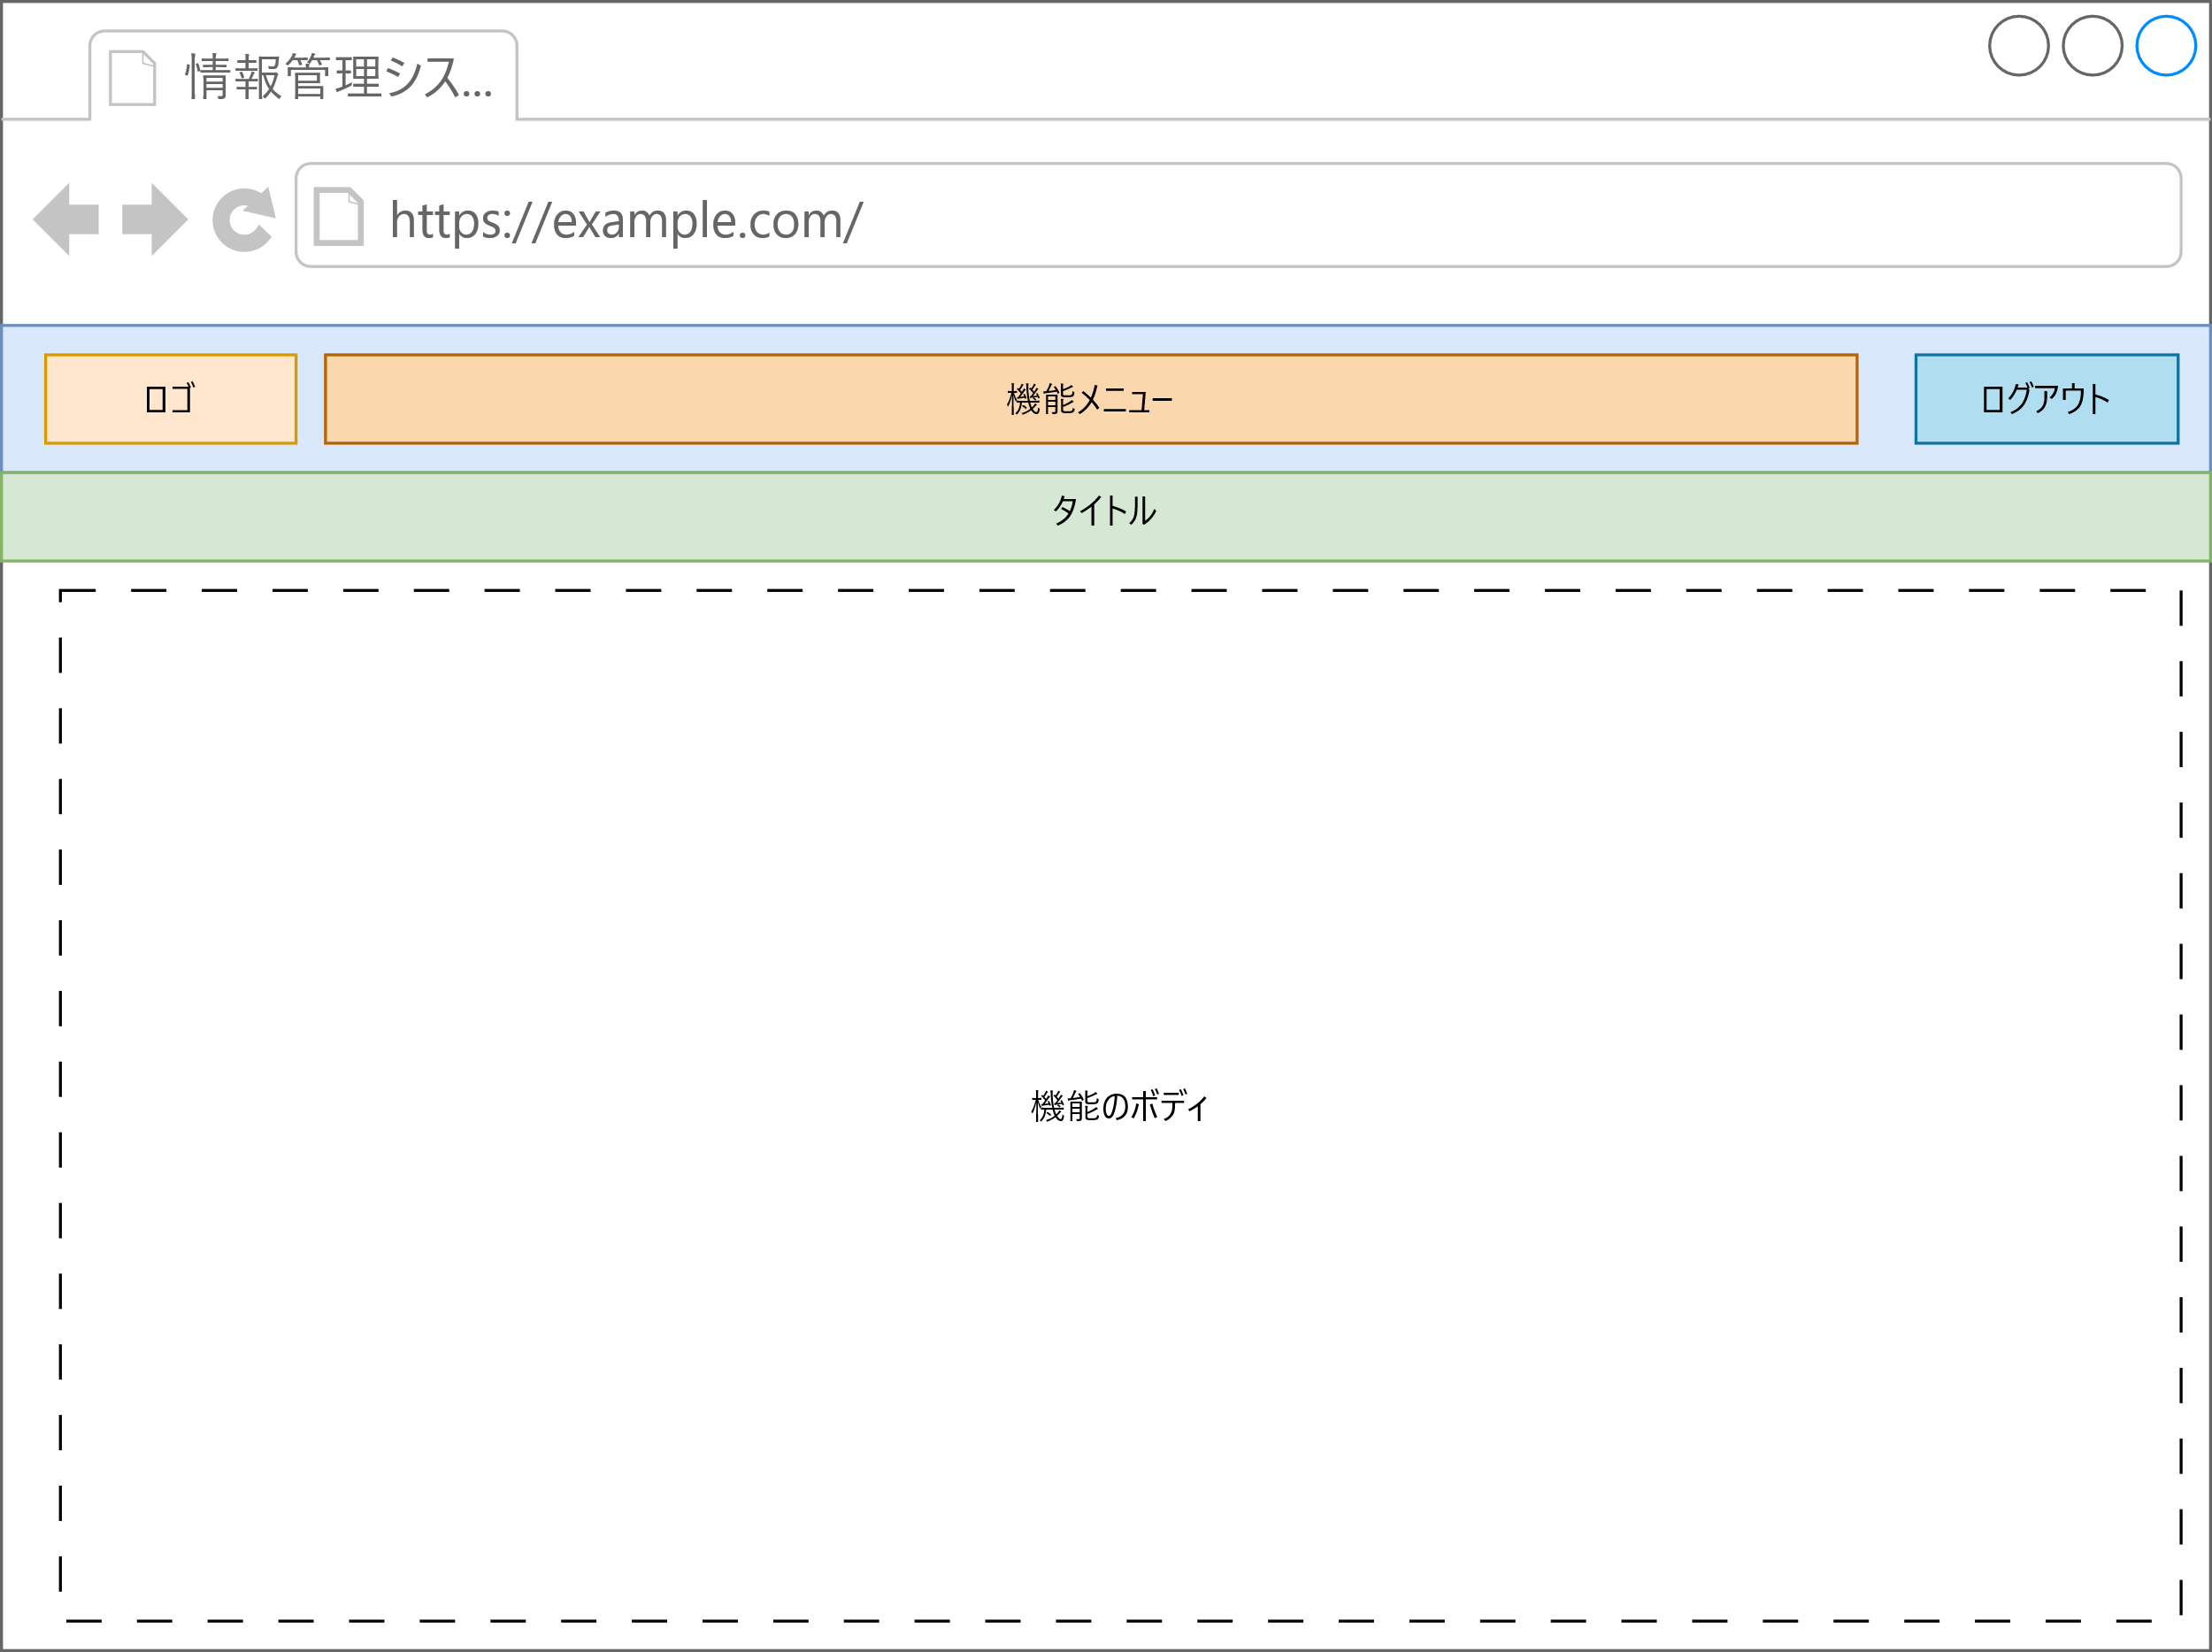 情報管理シス...
https://example.com/
ロゴ
機能メニュー
ログアウト
タイトル
機能のボディ